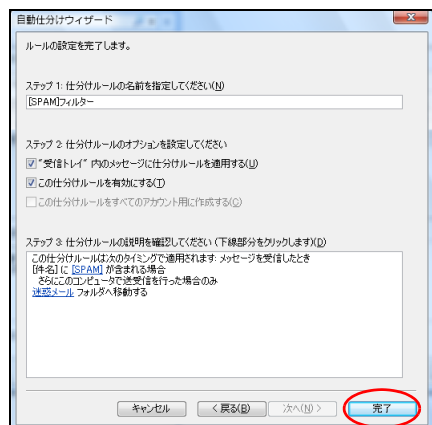 自動仕分けウィザード
ルールの設定を完了します。
ステップ 1: 仕分けルールの名前を指定してください(N)
[SPAM]フィルター
ステップ 2: 仕分けルールのオプションを設定してください
"受信トレイ" 内のメッセージに仕分けルールを適用する(U)
この仕分けルールを有効にする(T)
この仕分けルールをすべてのアカウント用に作成する(C)
ステップ 3: 仕分けルールの説明を確認してください (下線部分をクリックします)(D)
この仕分けルールは次のタイミングで適用されます: メッセージを受信したとき
[件名] に [SPAM] が含まれる場合
さらにこのコンピュータで送受信を行った場合のみ
迷惑メール フォルダへ移動する
キャンセル
< 戻る(B)
次へ(N) >
完了